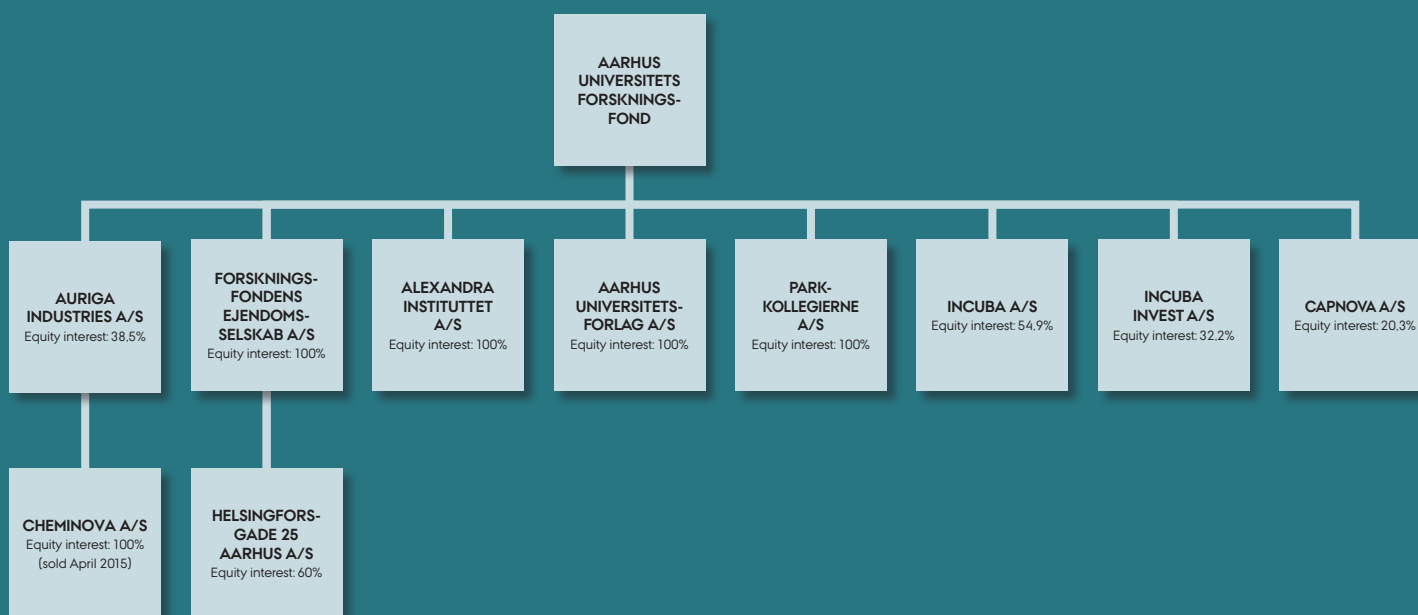 AARHUS
UNIVERSITETS
FORSKNINGS-
FOND
AURIGA
INDUSTRIES A/S
Equity interest: 38,5%
FORSKNINGS-
FONDENS
EJENDOMS-
SELSKAB A/S
Equity interest: 100%
ALEXANDRA
INSTITUTTET
A/S
Equity interest: 100%
AARHUS
UNIVERSITETS-
FORLAG A/S
Equity interest: 100%
PARK-
KOLLEGIERNE
A/S
Equity interest: 100%
INCUBA A/S
Equity interest: 54,9%
INCUBA
INVEST A/S
Equity interest: 32,2%
CAPNOVA A/S
Equity interest: 20,3%
CHEMINOVA A/S
Equity interest: 100%
(sold April 2015)
HELSINGFORS-
GADE 25
AARHUS A/S
Equity interest: 60%